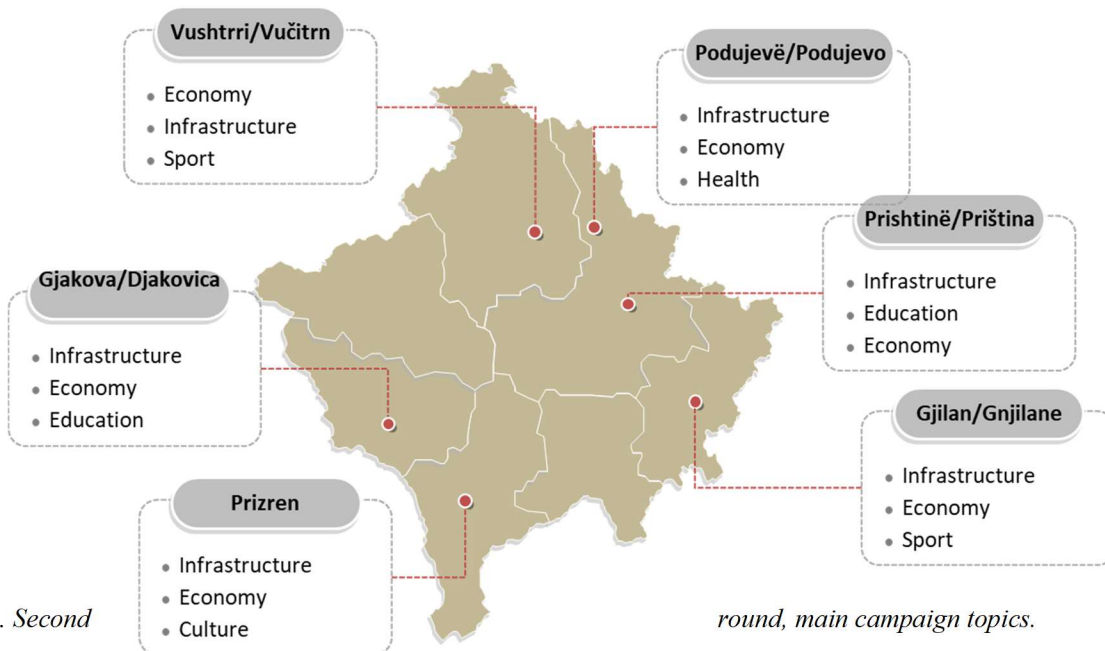 Vushtrri/Vučitrn
Economy
Infrastructure
Sport
Podujevë/Podujevo
Infrastructure
Economy
Health
Prishtinë/Priština
Infrastructure
Education
Economy
Gjakova/Djakovica
Infrastructure
Economy
Education
Gjilan/Gnjilane
Infrastructure
Economy
Sport
Prizren
Infrastructure
Economy
Culture
. Second round, main campaign topics.